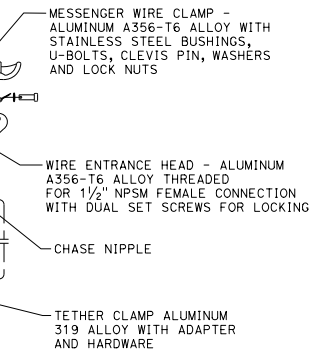 MESSENGER WIRE CLAMP -
ALUMINUM A356-T6 ALLOY WITH
STAINLESS STEEL BUSHINGS,
U-BOLTS, CLEVIS PIN, WASHERS
AND LOCK NUTS
WIRE ENTRANCE HEAD - ALUMINUM
A356-T6 ALLOY THREADED
FOR 1½" NPSM FEMALE CONNECTION
WITH DUAL SET SCREWS FOR LOCKING
CHASE NIPPLE
TETHER CLAMP ALUMINUM
319 ALLOY WITH ADAPTER
AND HARDWARE